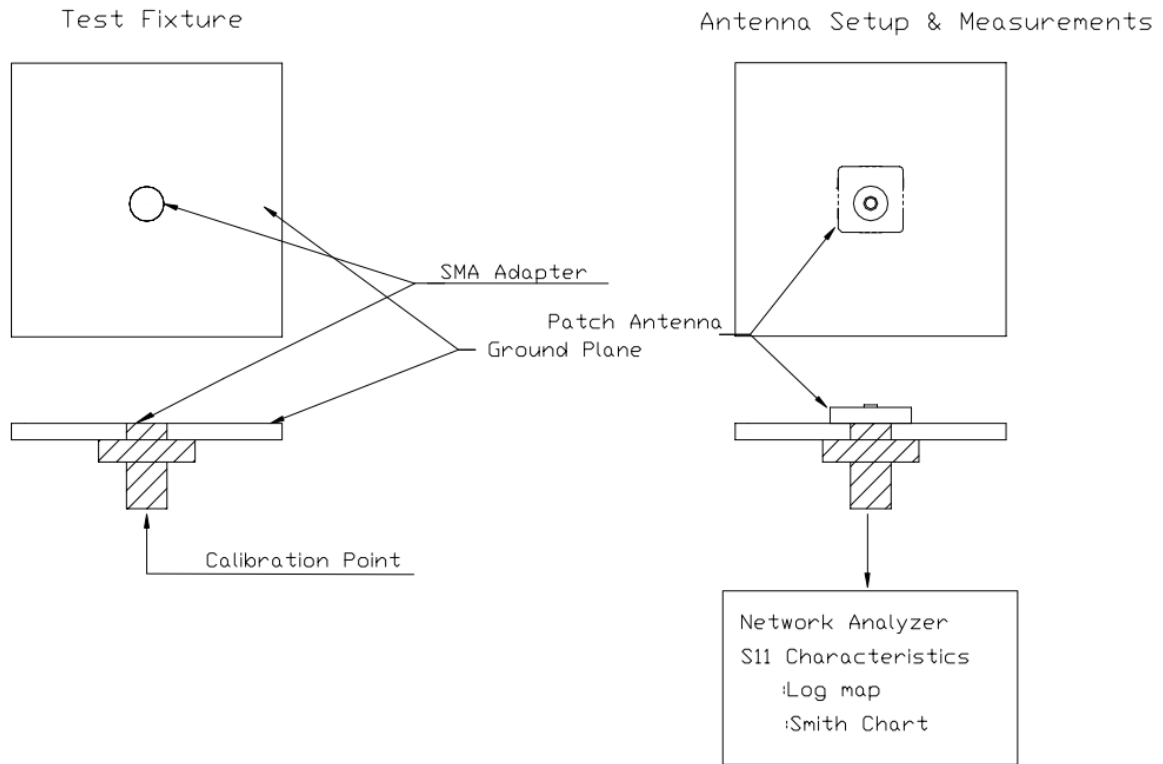 Test Fixture
Antenna Setup & Measurements
SMA Adapter
Patch Antenna
Ground Plane
Calibration Point
Network Analyzer
S11 Characteristics
:Log map
:Smith Chart